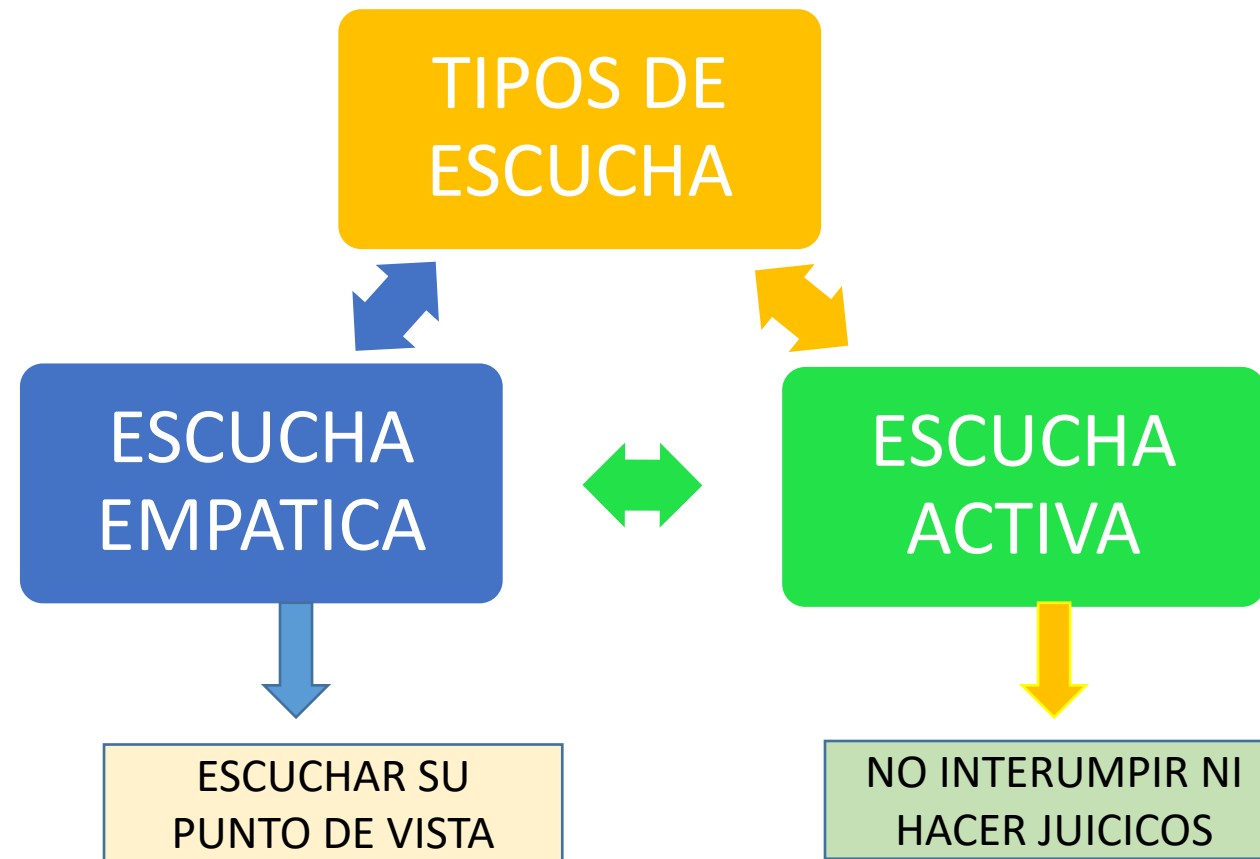 TIPOS DE
ESCUCHA
ESCUCHA
EMPATICA
ESCUCHA
ACTIVA
ESCUCHAR SU
PUNTO DE VISTA
NO INTERUMPIR NI
HACER JUICICOS